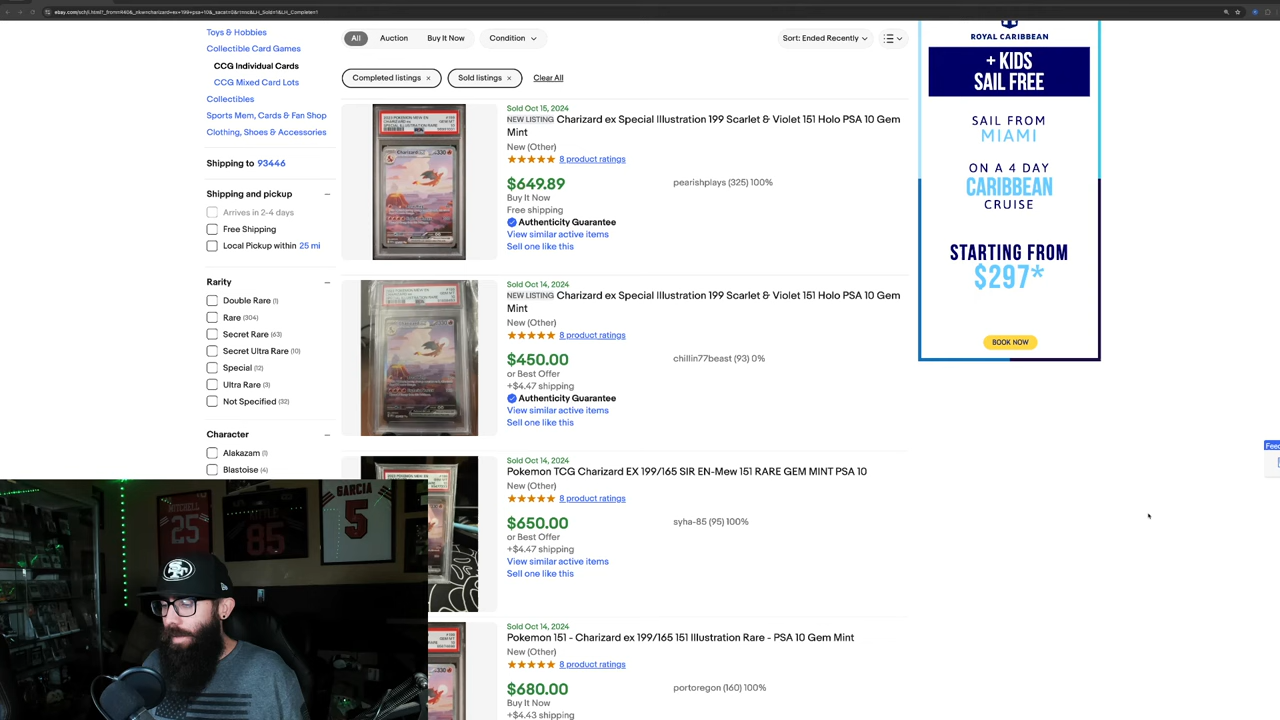 Toys & Hobbies
Collectible Card Games
CCG Individual Cards
CCG Mixed Card Lots
Collectibles
Sports Mem, Cards & Fan Shop
Clothing, Shoes & Accessories
Shipping to 93446
Shipping and pickup
Arrives in 2-4 days
Free Shipping
Local Pickup within 25 mi
Rarity
Double Rare (1)
Rare (304)
Secret Rare (63)
Secret Ultra Rare (10)
Special (12)
Ultra Rare (3)
Not Specified (32)
Character
Alakazam (1)
Blastoise (4)
All Auction Buy It Now Condition
Sort: Ended Recently
Completed listings × Sold listings × Clear All
Sold Oct 15, 2024
NEW LISTING Charizard ex Special Illustration 199 Scarlet & Violet 151 Holo PSA 10 Gem
Mint
New (Other)
8 product ratings
$649.89 pearishplays (325) 100%
Buy It Now
Free shipping
Authenticity Guarantee
View similar active items
Sell one like this
Sold Oct 14, 2024
NEW LISTING Charizard ex Special Illustration 199 Scarlet & Violet 151 Holo PSA 10 Gem
Mint
New (Other)
8 product ratings
$450.00 chillin77beast (93) 0%
or Best Offer
+$4.47 shipping
Authenticity Guarantee
View similar active items
Sell one like this
Sold Oct 14, 2024
Pokemon TCG Charizard EX 199/165 SIR EN-Mew 151 RARE GEM MINT PSA 10
New (Other)
8 product ratings
$650.00 syha-85 (95) 100%
or Best Offer
+$4.47 shipping
View similar active items
Sell one like this
Sold Oct 14, 2024
Pokemon 151 - Charizard ex 199/165 151 Illustration Rare - PSA 10 Gem Mint
New (Other)
8 product ratings
$680.00 portoregon (160) 100%
Buy It Now
+$4.43 shipping
ROYAL CARIBBEAN
+ KIDS
SAIL FREE
SAIL FROM
MIAMI
ON A 4 DAY
CARIBBEAN
CRUISE
STARTING FROM
$297*
BOOK NOW
MITCHELL
25
85
GARCIA
5